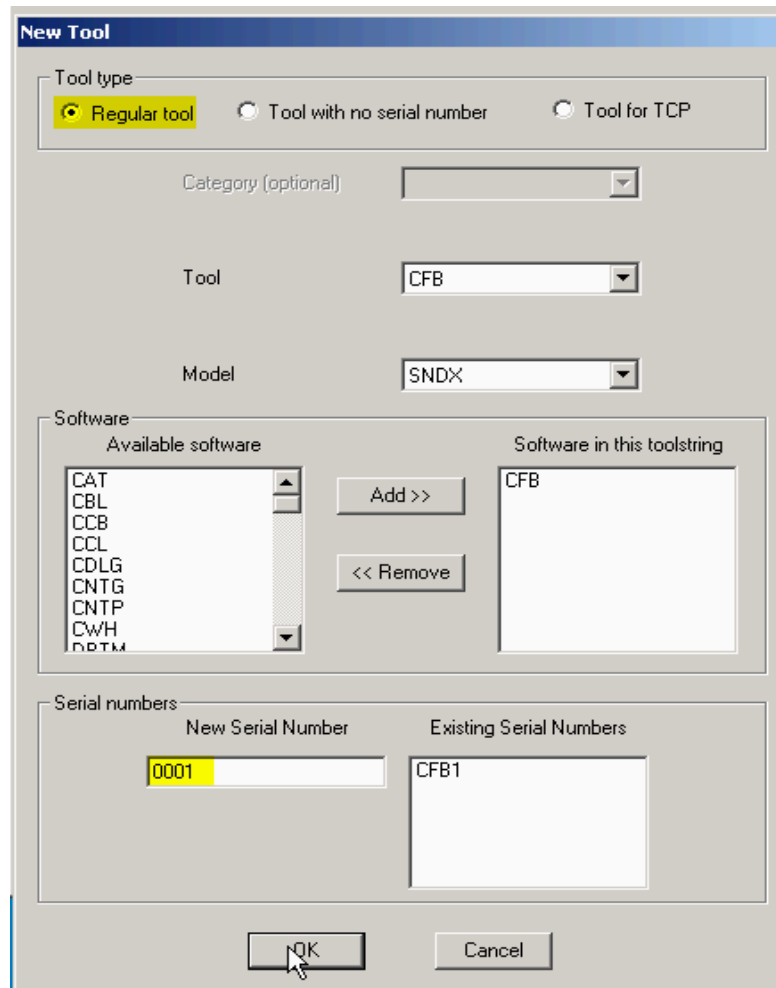 New Tool
Tool type
Regular tool Tool with no serial number Tool for TCP
Category (optional)
Tool CFB
Model SNDX
Software
Available software Software in this toolstring
CAT
CBL
CCB
CCL
CDLG
CNTG
CNTP
CWH
Add >>
<< Remove
CFB
Serial numbers
New Serial Number Existing Serial Numbers
0001 CFB1
OK Cancel